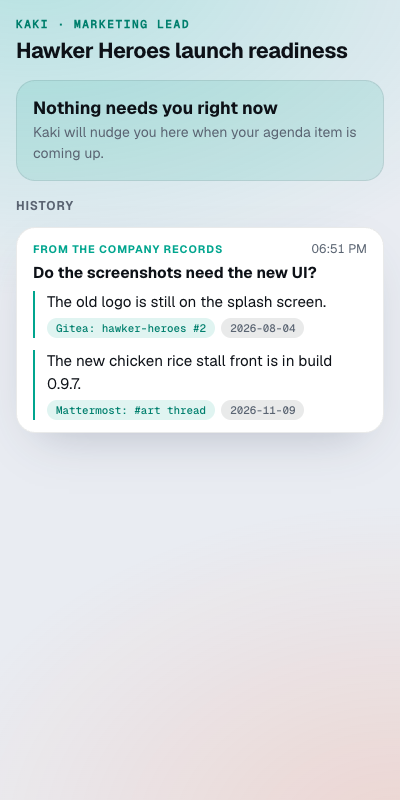 KAKI · MARKETING LEAD
Hawker Heroes launch readiness
Nothing needs you right now
Kaki will nudge you here when your agenda item is
coming up.
HISTORY
FROM THE COMPANY RECORDS 06:51 PM
Do the screenshots need the new UI?
The old logo is still on the splash screen.
Gitea: hawker-heroes #2 2026-08-04
The new chicken rice stall front is in build
0.9.7.
Mattermost: #art thread 2026-11-09